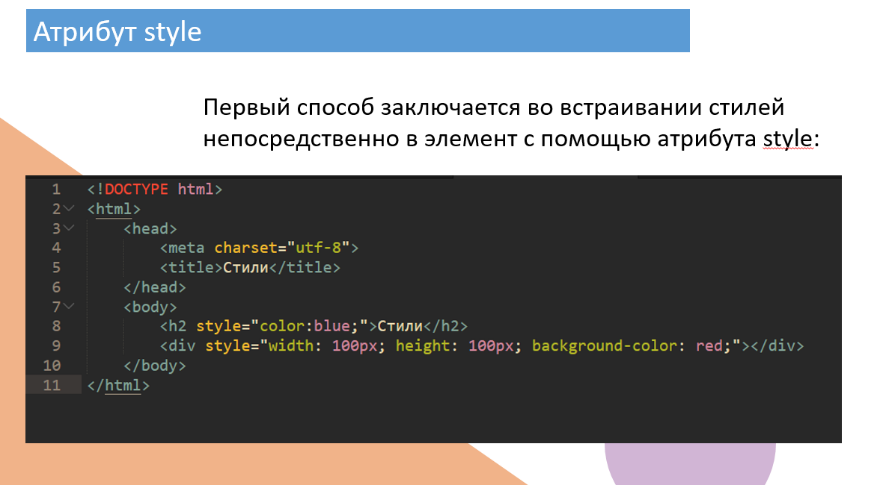 Атрибут style
Первый способ заключается во встраивании стилей
непосредственно в элемент с помощью атрибута style:
1 <!DOCTYPE html>
2 <html>
3 <head>
4 <meta charset="utf-8">
5 <title>Стили</title>
6 </head>
7 <body>
8 <h2 style="color:blue;">Стили</h2>
9 <div style="width: 100px; height: 100px; background-color: red;"></div>
10 </body>
11 </html>